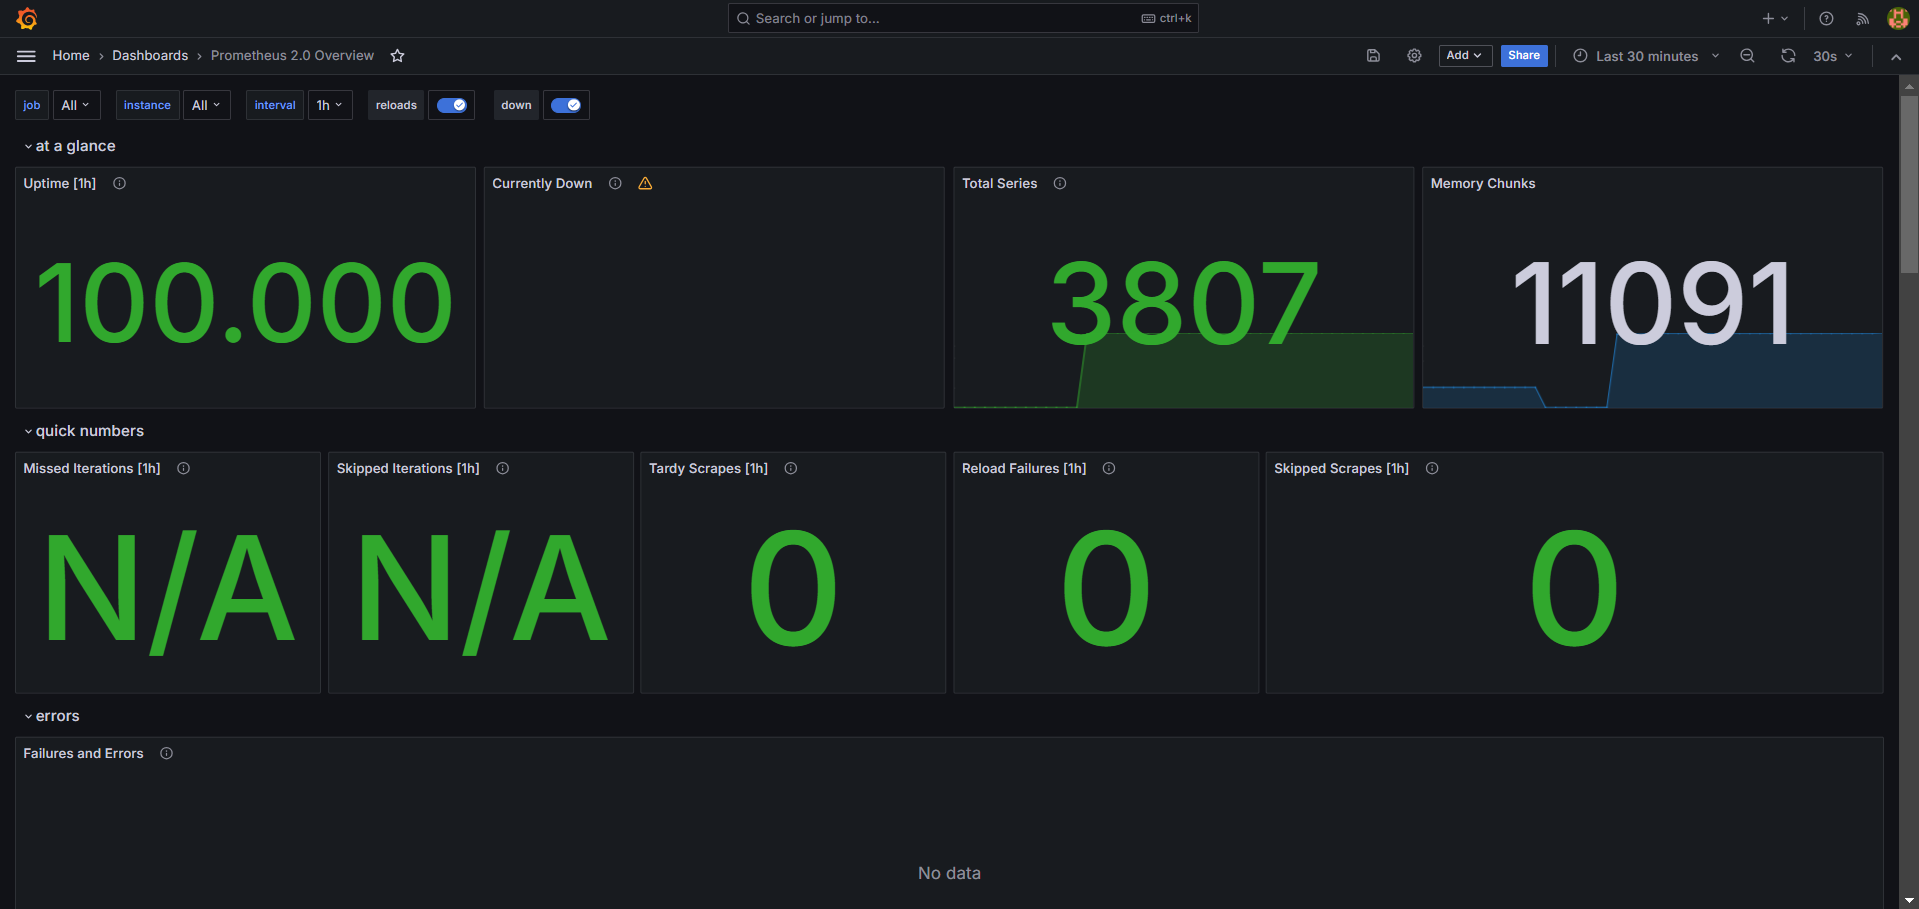 Search or jump to...
ctrl+k
Home › Dashboards › Prometheus 2.0 Overview
Add
Share
Last 30 minutes
30s
job All
instance All
interval 1h
reloads
down
at a glance
Uptime [1h]
100.000
Currently Down
Total Series
3807
Memory Chunks
11091
quick numbers
Missed Iterations [1h]
N/A
Skipped Iterations [1h]
N/A
Tardy Scrapes [1h]
0
Reload Failures [1h]
0
Skipped Scrapes [1h]
0
errors
Failures and Errors
No data